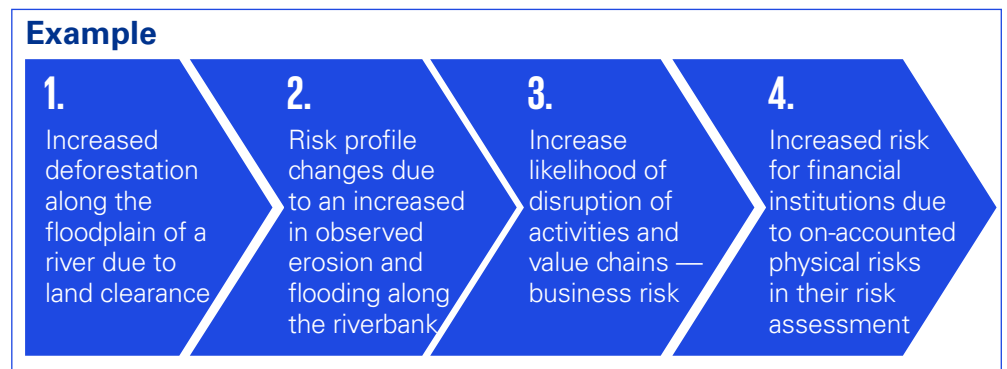 Example
1.
Increased
deforestation
along the
floodplain of a
river due to
land clearance
2.
Risk profile
changes due
to an increased
in observed
erosion and
flooding along
the riverbank
3.
Increase
likelihood of
disruption of
activities and
value chains —
business risk
4.
Increased risk
for financial
institutions due
to on-accounted
physical risks
in their risk
assessment